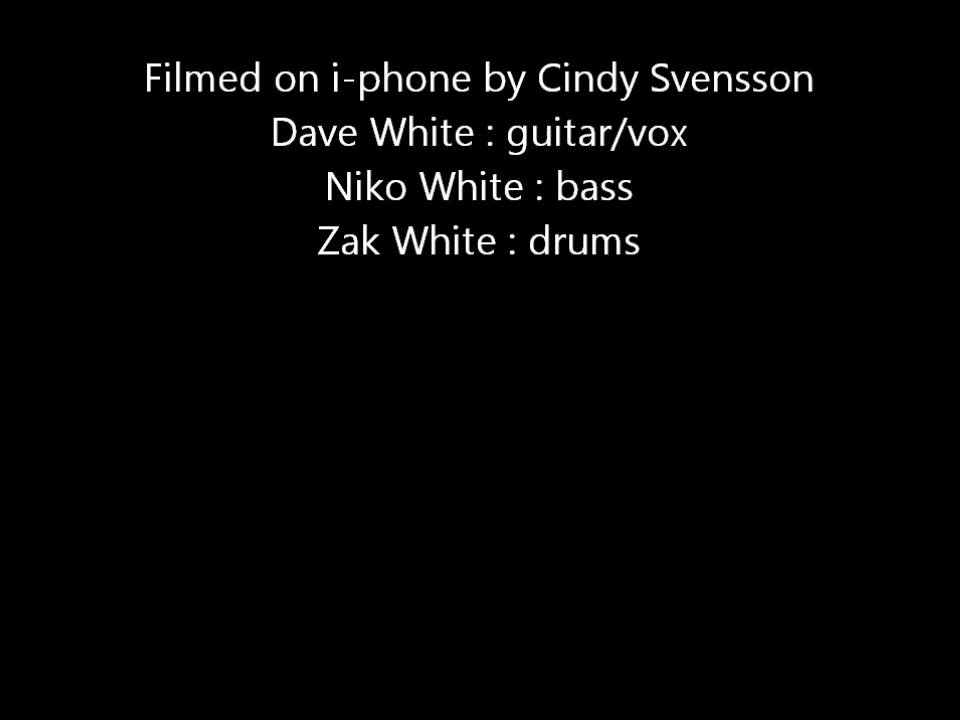 Filmed on i-phone by Cindy Svensson
Dave White : guitar/vox
Niko White : bass
Zak White : drums